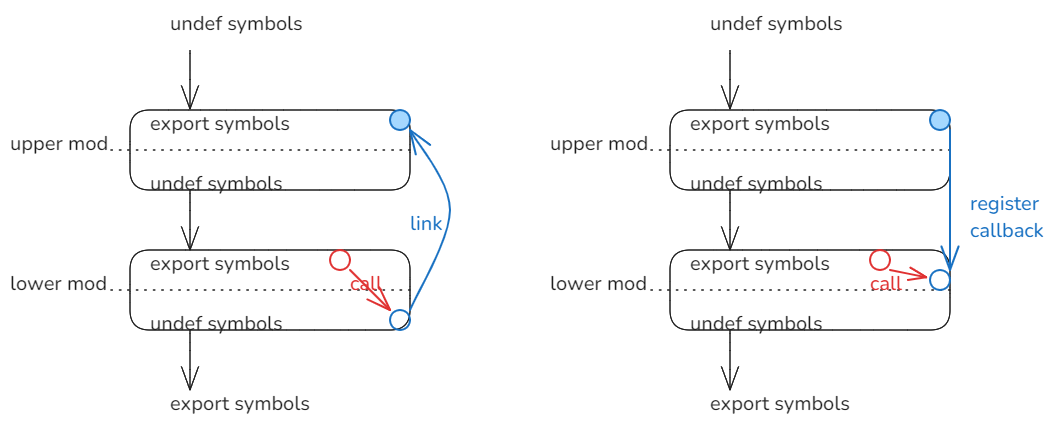 undef symbols
export symbols
upper mod
undef symbols
link
export symbols
lower mod
call
undef symbols
export symbols
undef symbols
export symbols
upper mod
undef symbols
register
callback
export symbols
lower mod
call
undef symbols
export symbols